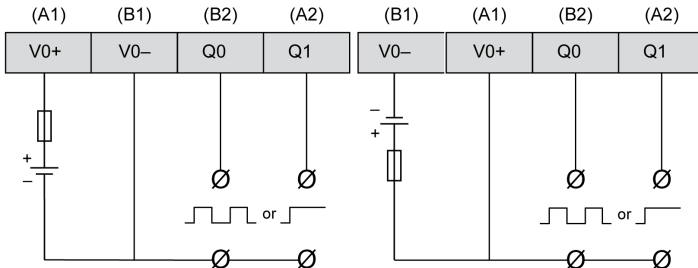 (A1) (B1) (B2) (A2) (B1) (A1) (B2) (A2)
V0+ V0– Q0 Q1 V0– V0+ Q0 Q1
–
+
+
–
or or